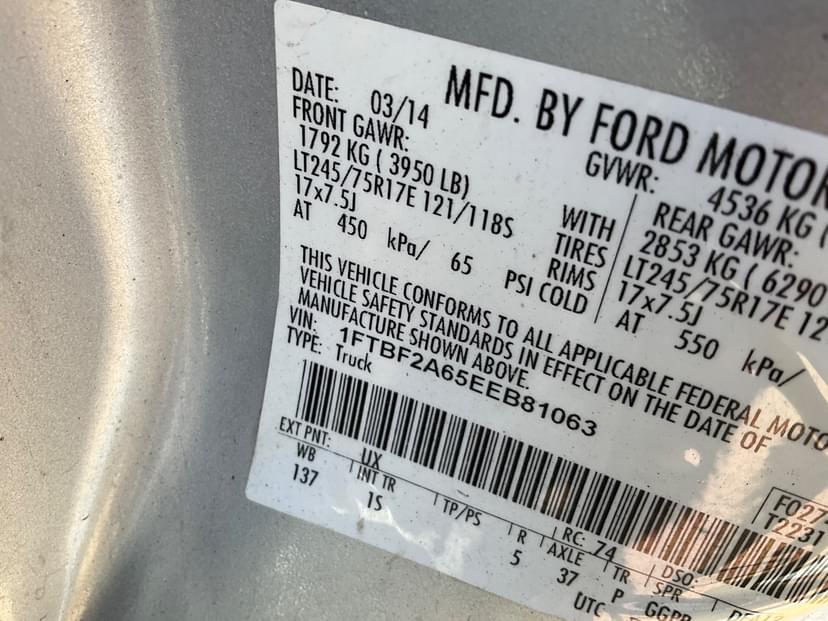 MFD. BY FORD MOTOR
DATE: 03/14
GVWR: 4536 KG (
FRONT GAWR:
1792 KG ( 3950 LB)
WITH
REAR GAWR:
2853 KG ( 6290
LT245/75R17E 121/118S
TIRES
LT245/75R17E 12
17x7.5J
RIMS
17x7.5J
AT 450 kPa/ 65 PSI COLD
AT 550 kPa/
THIS VEHICLE CONFORMS TO ALL APPLICABLE FEDERAL MOTO
VEHICLE SAFETY STANDARDS IN EFFECT ON THE DATE OF
MANUFACTURE SHOWN ABOVE.
VIN: 1FTBF2A65EEB81063
TYPE: Truck
F027
T2231
EXT PNT: UX RC: 74 DSO:
WB INT TR TP/PS R AXLE TR SPR
137 1S 5 37 P GGPP
UTC